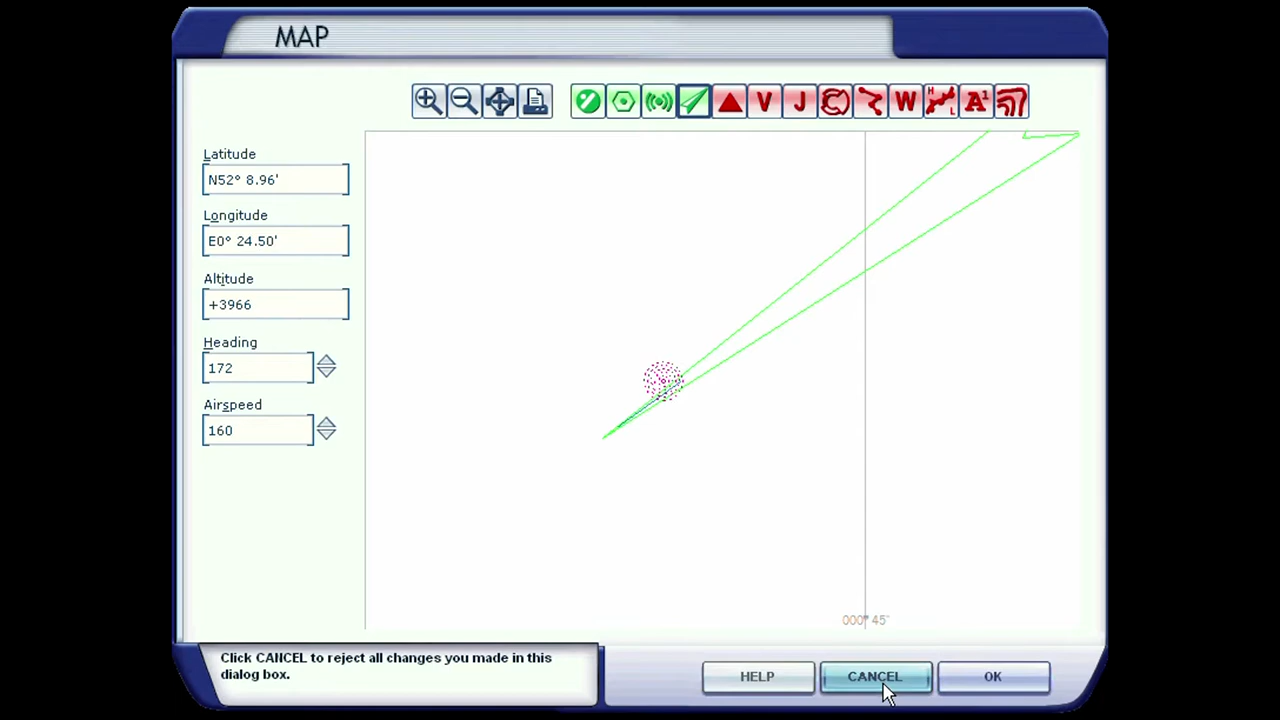 MAP
V J W H L A1
Latitude
N52° 8.96'
Longitude
E0° 24.50'
Altitude
+3966
Heading
172
Airspeed
160
000° 45"
Click CANCEL to reject all changes you made in this
dialog box.
HELP CANCEL OK